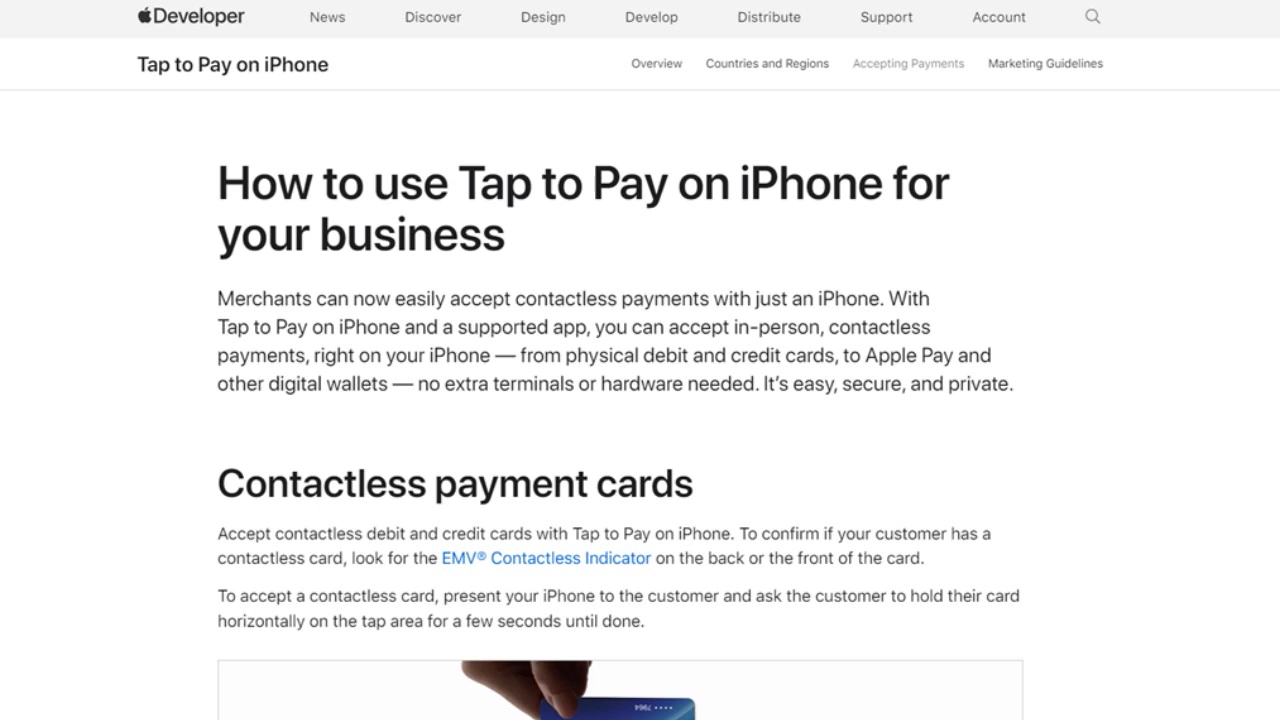 Developer
News
Discover
Design
Develop
Distribute
Support
Account
Tap to Pay on iPhone
Overview
Countries and Regions
Accepting Payments
Marketing Guidelines
How to use Tap to Pay on iPhone for
your business
Merchants can now easily accept contactless payments with just an iPhone. With
Tap to Pay on iPhone and a supported app, you can accept in-person, contactless
payments, right on your iPhone — from physical debit and credit cards, to Apple Pay and
other digital wallets — no extra terminals or hardware needed. It’s easy, secure, and private.
Contactless payment cards
Accept contactless debit and credit cards with Tap to Pay on iPhone. To confirm if your customer has a
contactless card, look for the EMV® Contactless Indicator on the back or the front of the card.
To accept a contactless card, present your iPhone to the customer and ask the customer to hold their card
horizontally on the tap area for a few seconds until done.
•••• 7964